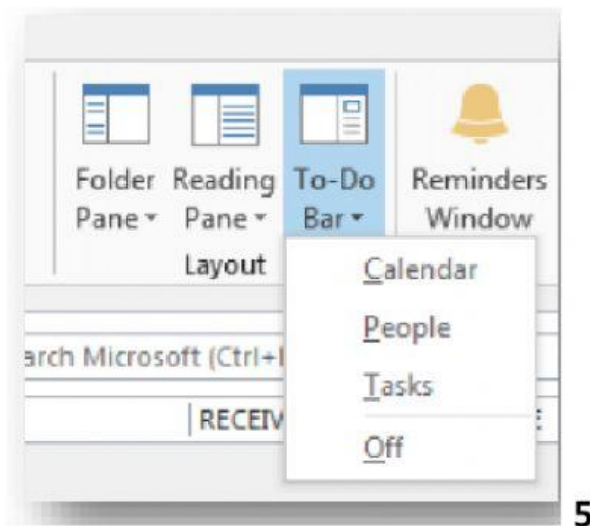 Folder Reading To-Do Reminders
Pane Pane Bar Window
Layout
Calendar
People
arch Microsoft (Ctrl+
Tasks
RECEIV
Off
5